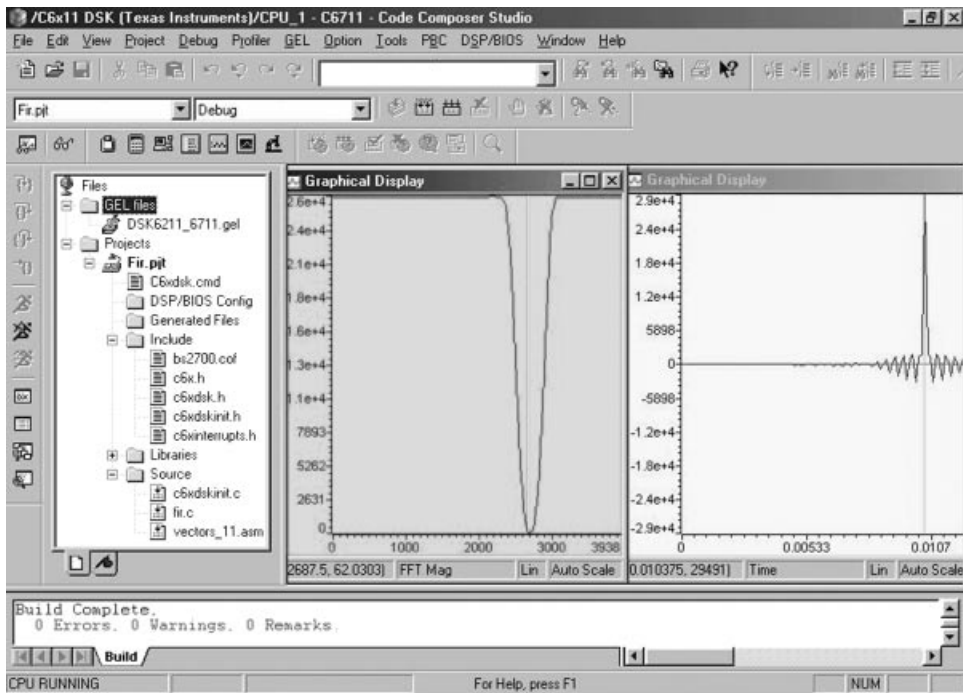 /C6x11 DSK (Texas Instruments)/CPU_1 - C6711 - Code Composer Studio
File Edit View Project Debug Profiler GEL Option Tools PBC DSP/BIOS Window Help
Fir.pjt Debug
Files
GEL files
DSK6211_6711.gel
Projects
Fir.pjt
C6xdsk.cmd
DSP/BIOS Config
Generated Files
Include
bs2700.cof
c6x.h
c6xdsk.h
c6xdskinit.h
c6xinterrupts.h
Libraries
Source
c6xdskinit.c
fir.c
vectors_11.asm
Graphical Display
2.6e+4
2.4e+4
2.1e+4
1.8e+4
1.6e+4
1.3e+4
1.1e+4
7893
5262
2631
0
0 1000 2000 3000 3938
2687.5, 62.0303) FFT Mag Lin Auto Scale
Graphical Display
2.9e+4
2.4e+4
1.8e+4
1.2e+4
5898
0
-5898
-1.2e+4
-1.8e+4
-2.4e+4
-2.9e+4
0 0.00533 0.0107
0.010375, 29491) Time Lin Auto Scale
Build Complete,
0 Errors, 0 Warnings, 0 Remarks.
Build
CPU RUNNING For Help, press F1 NUM